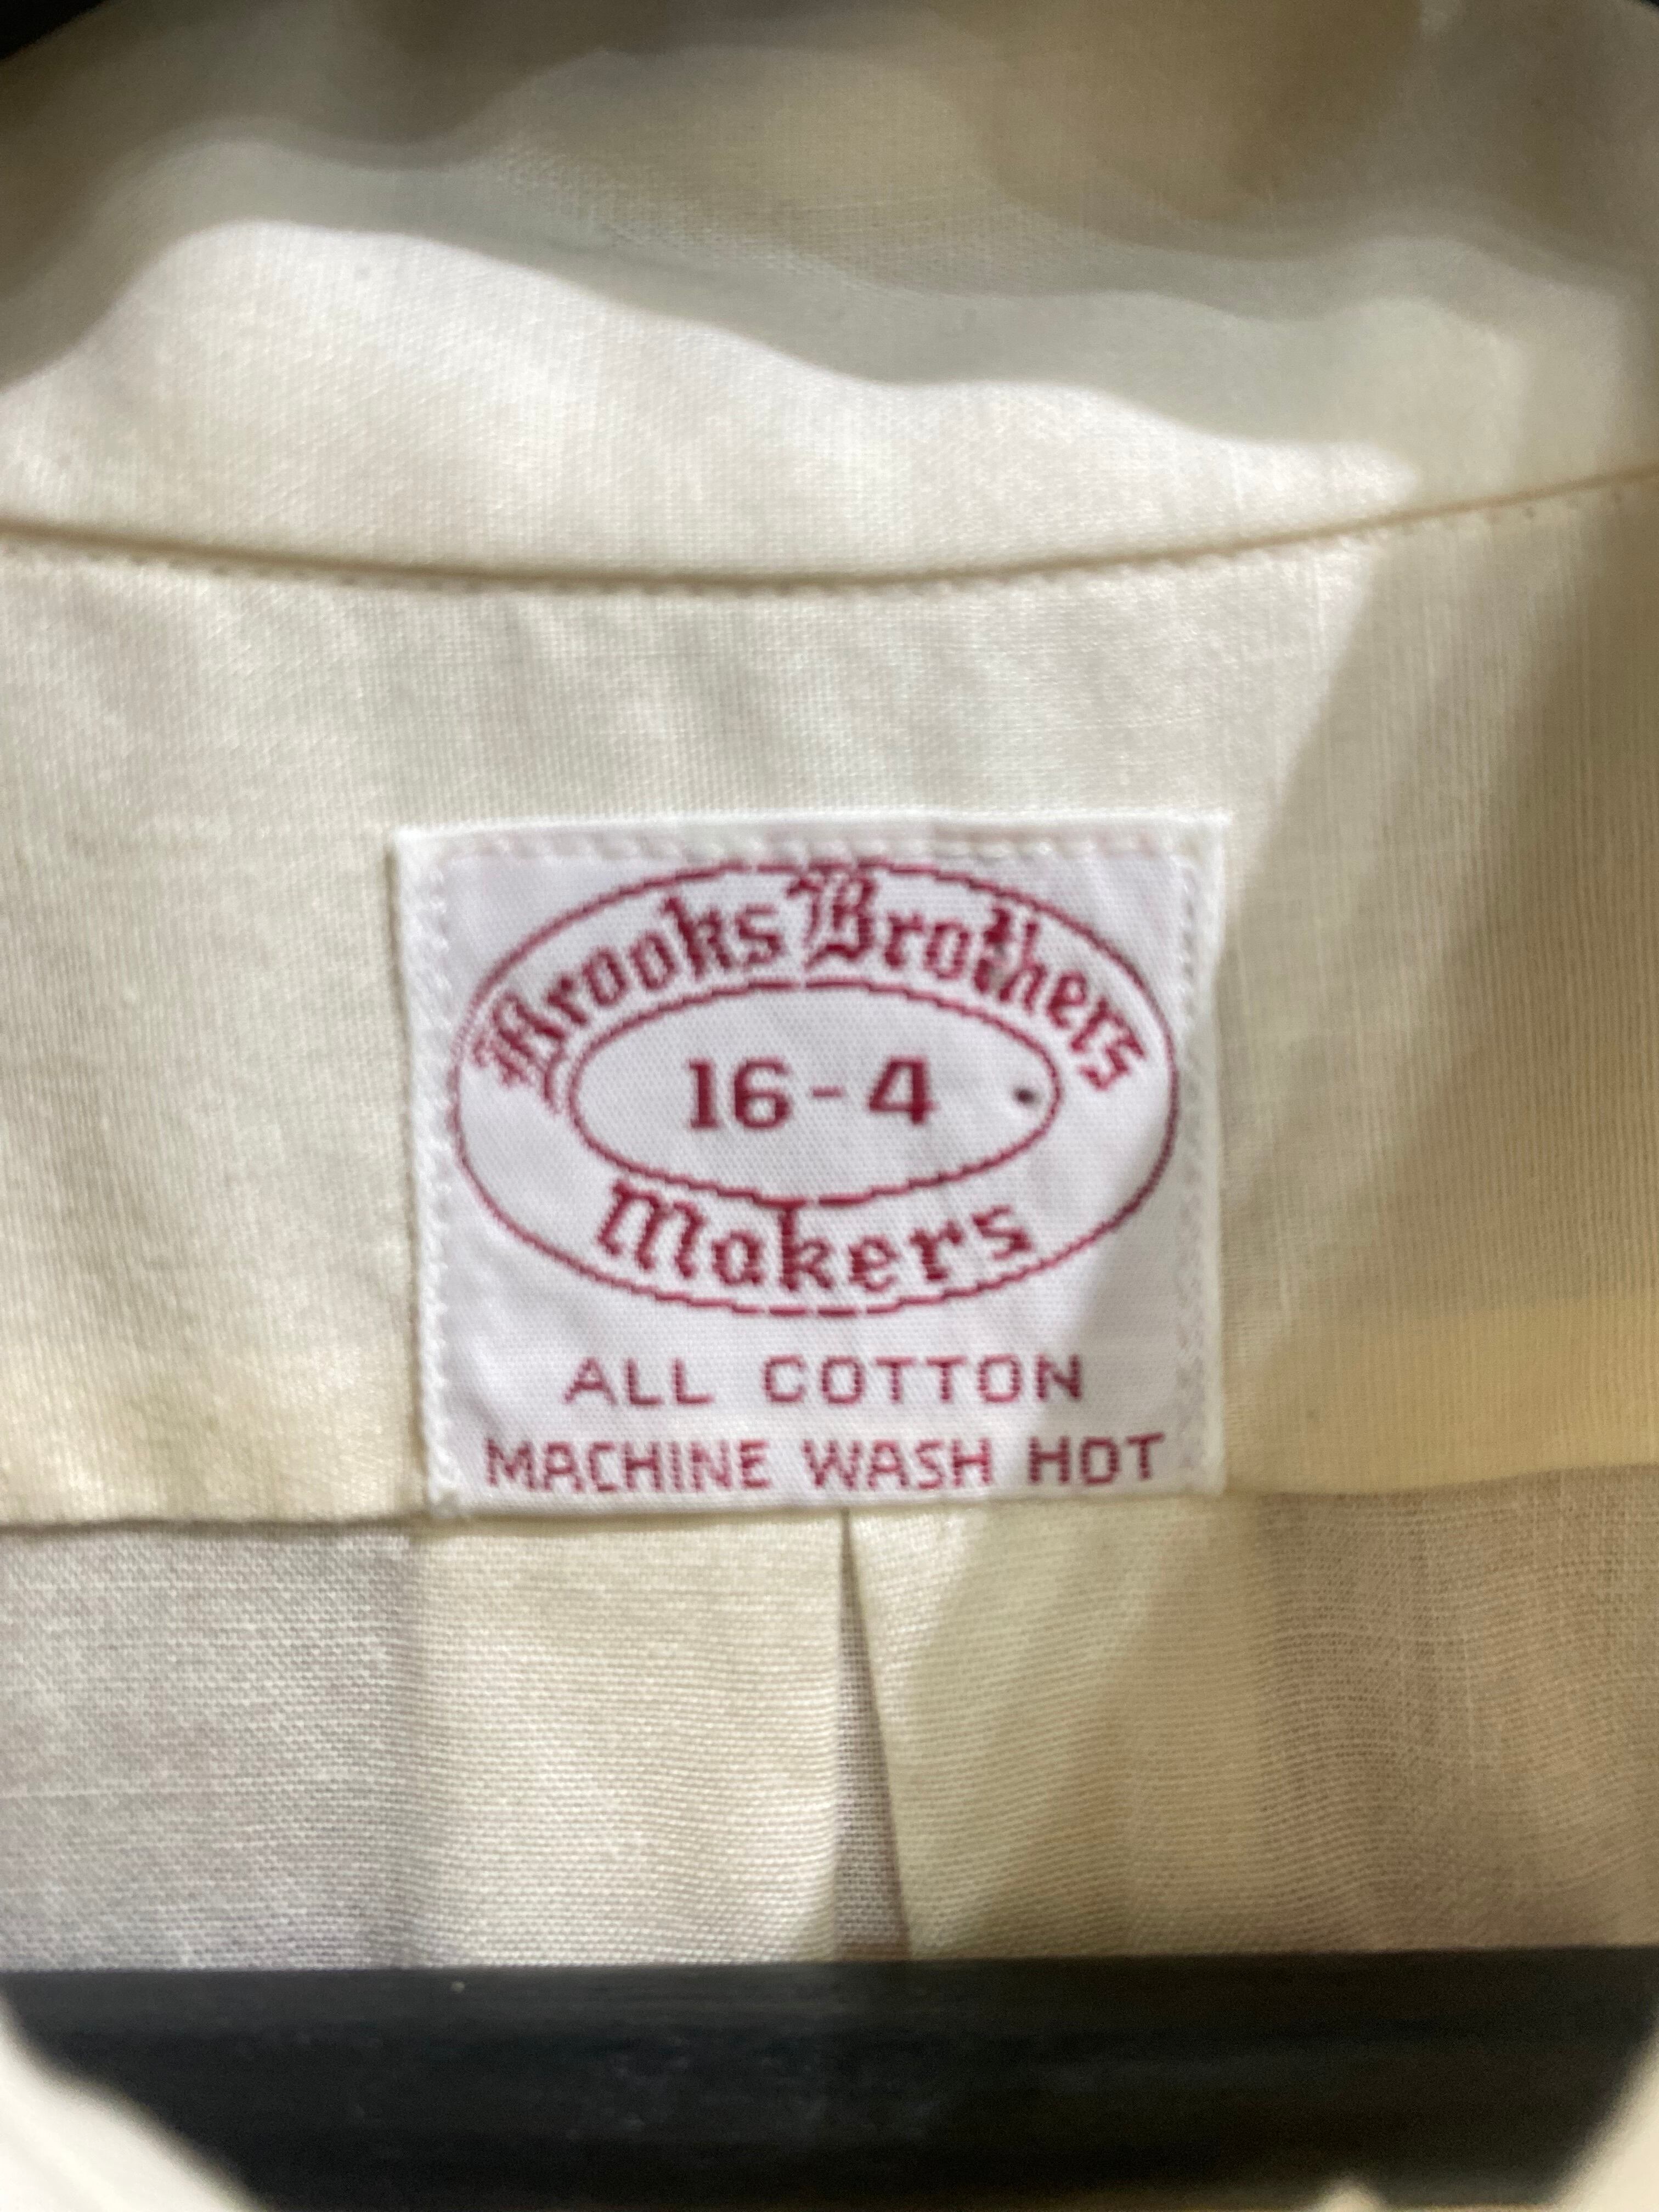 Brooks Brothers
16-4
Makers
ALL COTTON
MACHINE WASH HOT